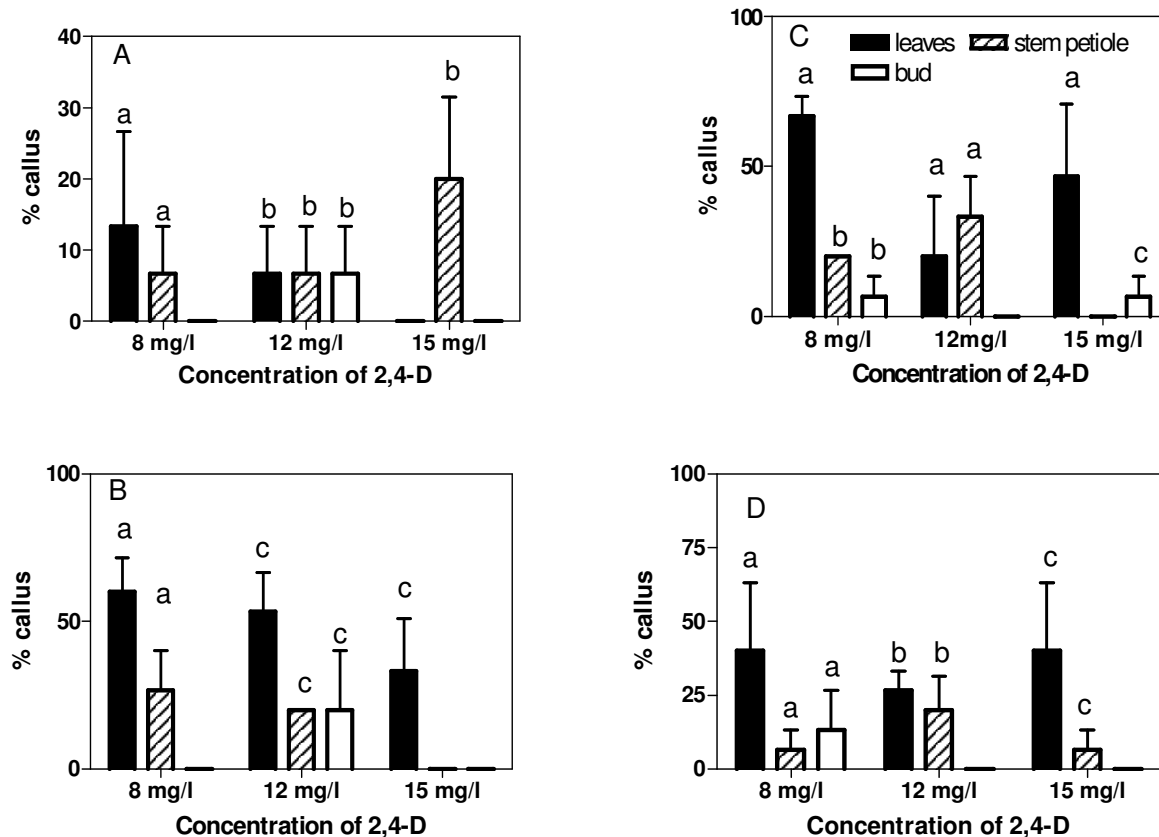 A
% callus
40
30
20
10
0
a
a
b
b
b
b
8 mg/l
12 mg/l
15 mg/l
Concentration of 2,4-D
C
leaves
stem petiole
bud
% callus
100
50
0
a
b
b
a
a
a
c
8 mg/l
12mg/l
15 mg/l
Concentration of 2,4-D
B
% callus
100
50
0
a
a
c
c
c
c
8 mg/l
12 mg/l
15 mg/l
Concentration of 2,4-D
D
% callus
100
75
50
25
0
a
a
a
b
b
c
c
8 mg/l
12 mg/l
15 mg/l
Concentration of 2,4-D